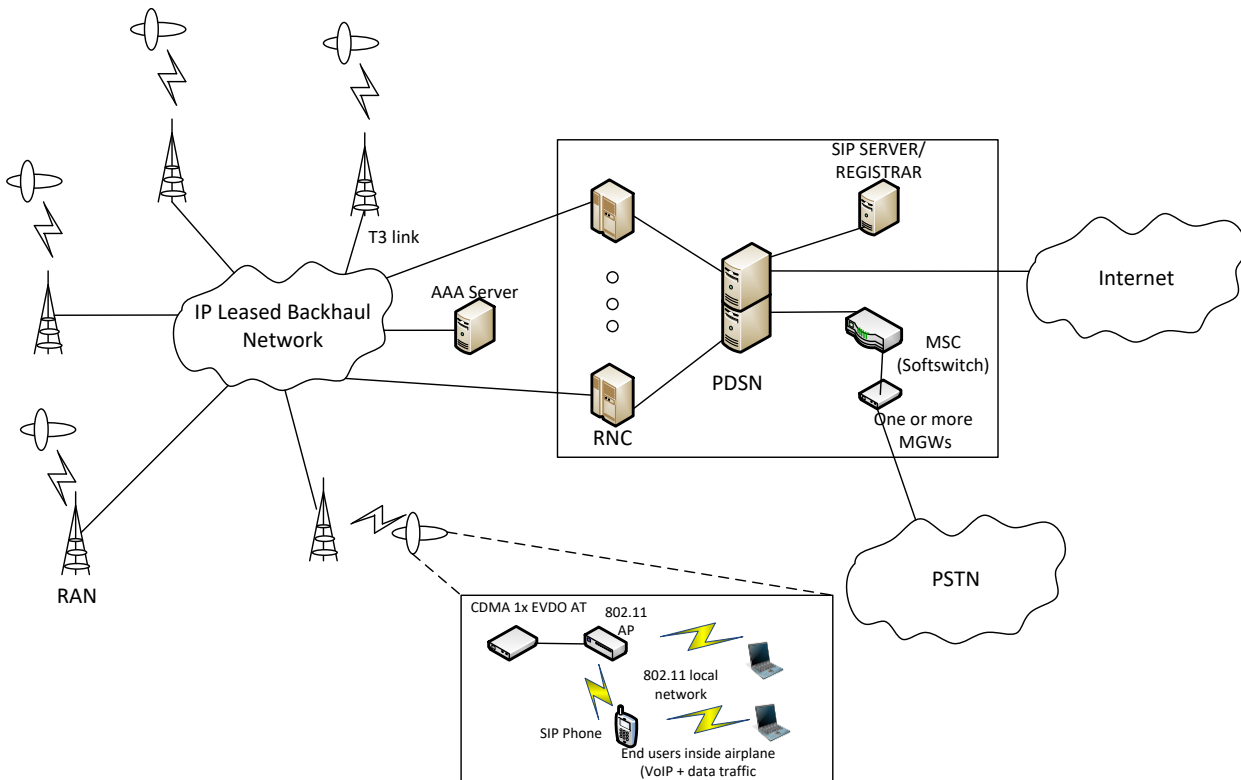 SIP SERVER/
REGISTRAR
T3 link
AAA Server
IP Leased Backhaul
Network
Internet
MSC
(Softswitch)
PDSN
One or more
MGWs
RNC
RAN
PSTN
CDMA 1x EVDO AT
802.11
AP
802.11 local
network
SIP Phone
End users inside airplane
(VoIP + data traffic